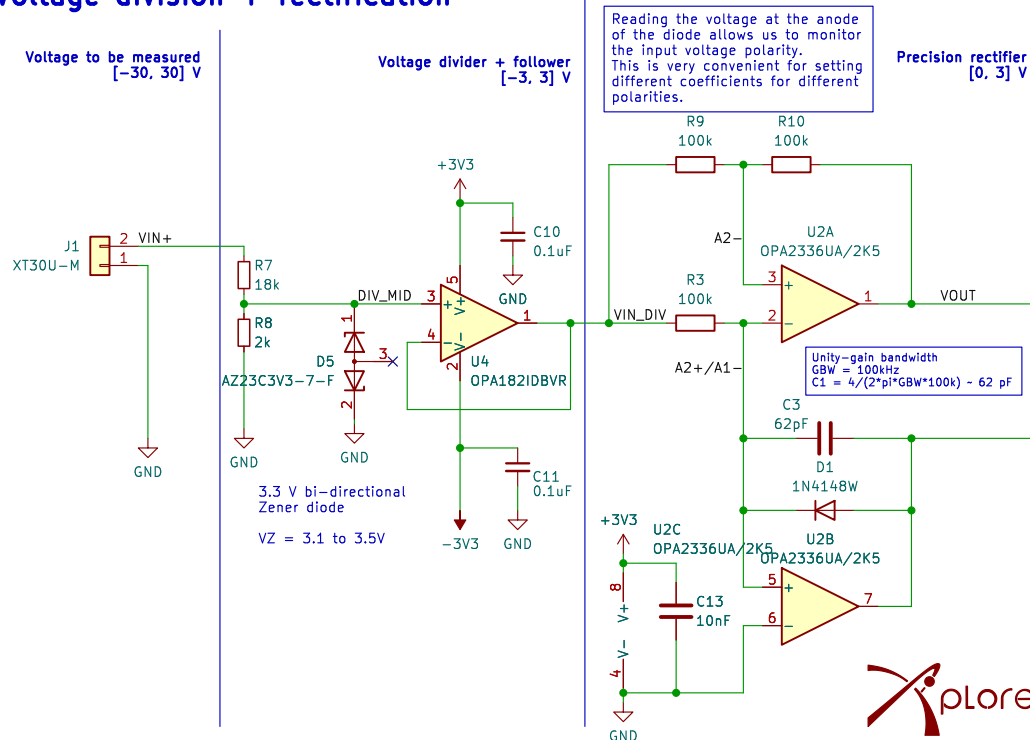 Voltage division + rectification
Voltage to be measured
[-30, 30] V
Voltage divider + follower
[-3, 3] V
Reading the voltage at the anode
of the diode allows us to monitor
the input voltage polarity.
This is very convenient for setting
different coefficients for different
polarities.
Precision rectifier
[0, 3] V
J1
XT30U-M
2
1
VIN+
GND
R7
18k
R8
2k
GND
DIV_MID
1
3
2
D5
AZ23C3V3-7-F
GND
3.3 V bi-directional
Zener diode
VZ = 3.1 to 3.5V
+3V3
C10
0.1uF
GND
5
3
4
2
1
+
-
V+
V-
U4
OPA182IDBVR
C11
0.1uF
GND
-3V3
VIN_DIV
R9
100k
R10
100k
A2-
R3
100k
A2+/A1-
U2A
OPA2336UA/2K5
3
+
2
-
1
VOUT
Unity-gain bandwidth
GBW = 100kHz
C1 = 4/(2*pi*GBW*100k) ~ 62 pF
C3
62pF
D1
1N4148W
U2B
OPA2336UA/2K5
5
+
6
-
7
+3V3
U2C
OPA2336UA/2K5
8
V+
V-
4
C13
10nF
GND
Xplore